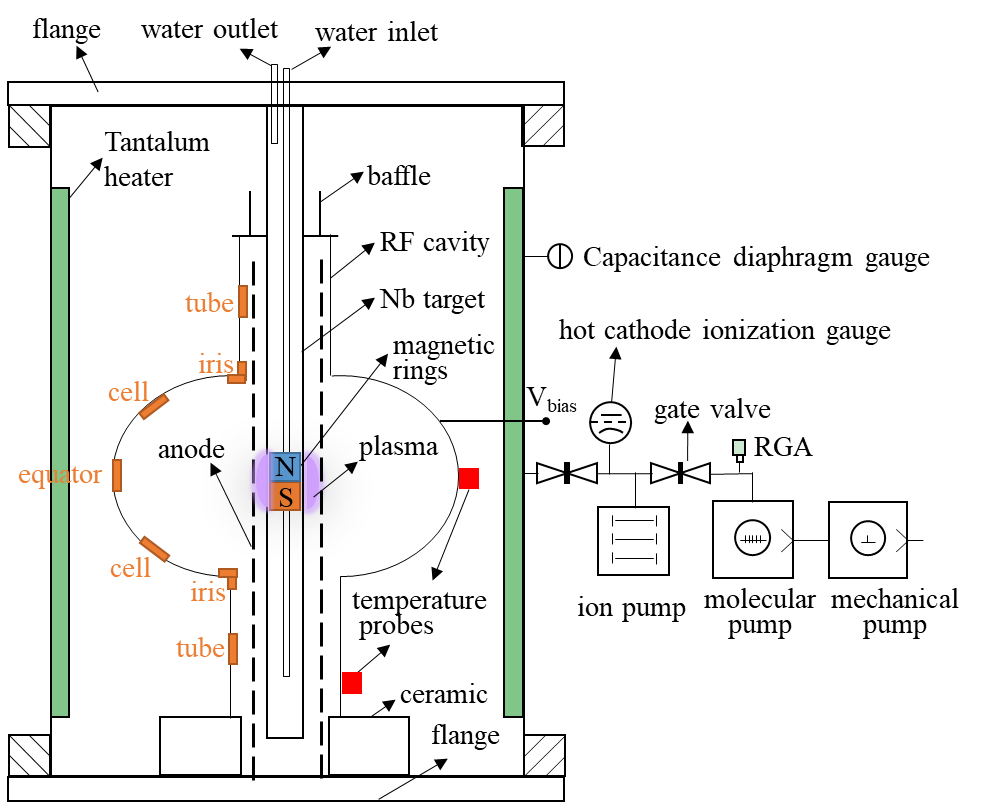 flange
water outlet
water inlet
Tantalum
heater
baffle
RF cavity
Capacitance diaphragm gauge
tube
Nb target
hot cathode ionization gauge
magnetic
rings
iris
cell
V_bias
gate valve
anode
plasma
RGA
N
equator
S
cell
iris
temperature
probes
ion pump
molecular
pump
mechanical
pump
tube
ceramic
flange